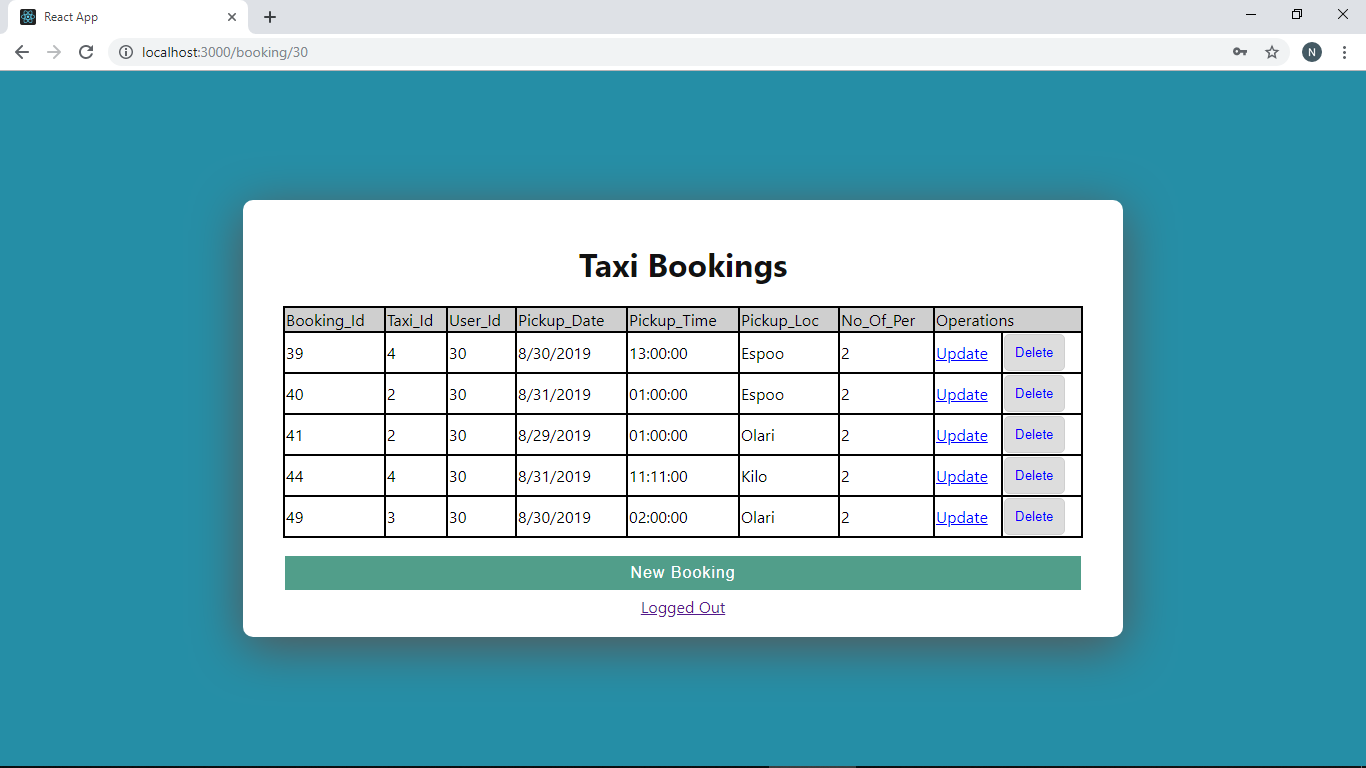 React App
localhost:3000/booking/30
N
Taxi Bookings
Booking_Id Taxi_Id User_Id Pickup_Date Pickup_Time Pickup_Loc No_Of_Per Operations
39 4 30 8/30/2019 13:00:00 Espoo 2 Update Delete
40 2 30 8/31/2019 01:00:00 Espoo 2 Update Delete
41 2 30 8/29/2019 01:00:00 Olari 2 Update Delete
44 4 30 8/31/2019 11:11:00 Kilo 2 Update Delete
49 3 30 8/30/2019 02:00:00 Olari 2 Update Delete
New Booking
Logged Out